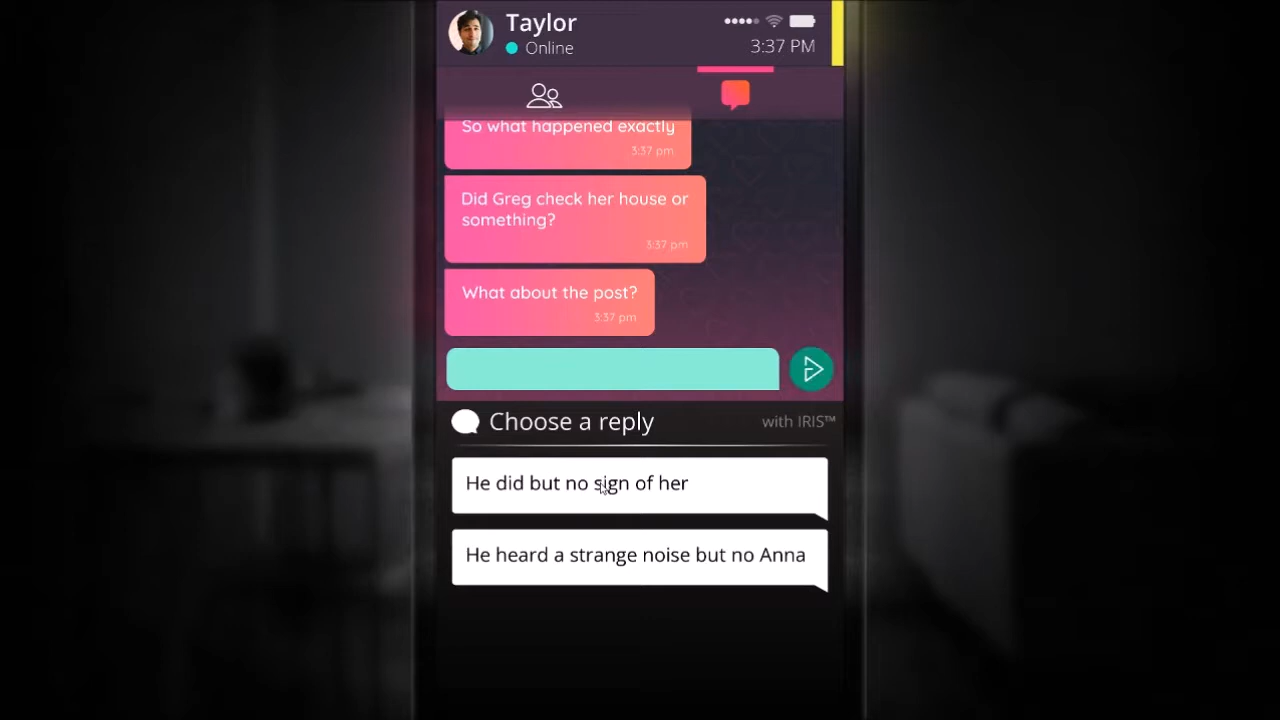 Taylor
Online
3:37 PM
So what happened exactly
3:37 pm
Did Greg check her house or
something?
3:37 pm
What about the post?
3:37 pm
Choose a reply
with IRIS™
He did but no sign of her
He heard a strange noise but no Anna